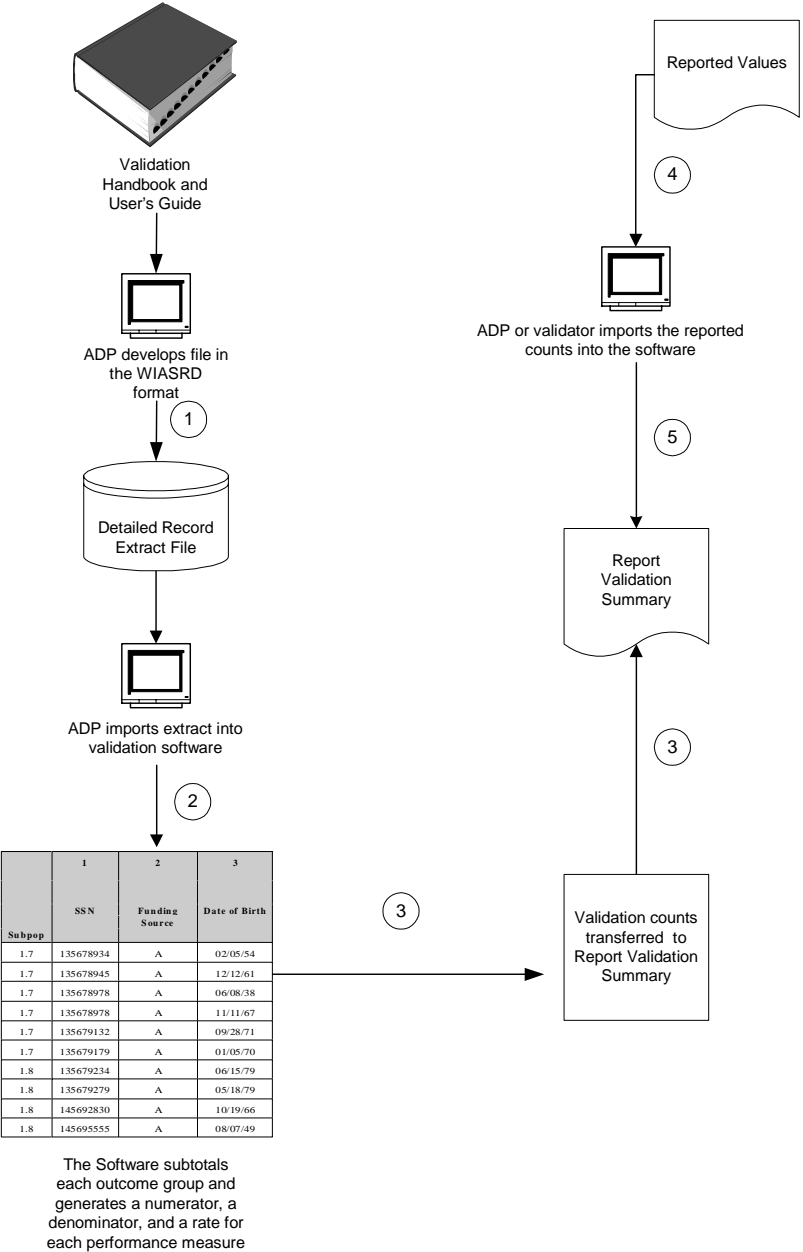 Validation
Handbook and
User's Guide
ADP develops file in
the WIASRD
format
1
Detailed Record
Extract File
ADP imports extract into
validation software
2
Subpop 1 SSN 2 Funding Source 3 Date of Birth
1.7 135678934 A 02/05/54
1.7 135678945 A 12/12/61
1.7 135678978 A 06/08/38
1.7 135678978 A 11/11/67
1.7 135679132 A 09/28/71
1.7 135679179 A 01/05/70
1.8 135679234 A 06/15/79
1.8 135679279 A 05/18/79
1.8 145692830 A 10/19/66
1.8 145695555 A 08/07/49
The Software subtotals
each outcome group and
generates a numerator, a
denominator, and a rate for
each performance measure
3
Validation counts
transferred to
Report Validation
Summary
3
Reported Values
4
ADP or validator imports the reported
counts into the software
5
Report
Validation
Summary